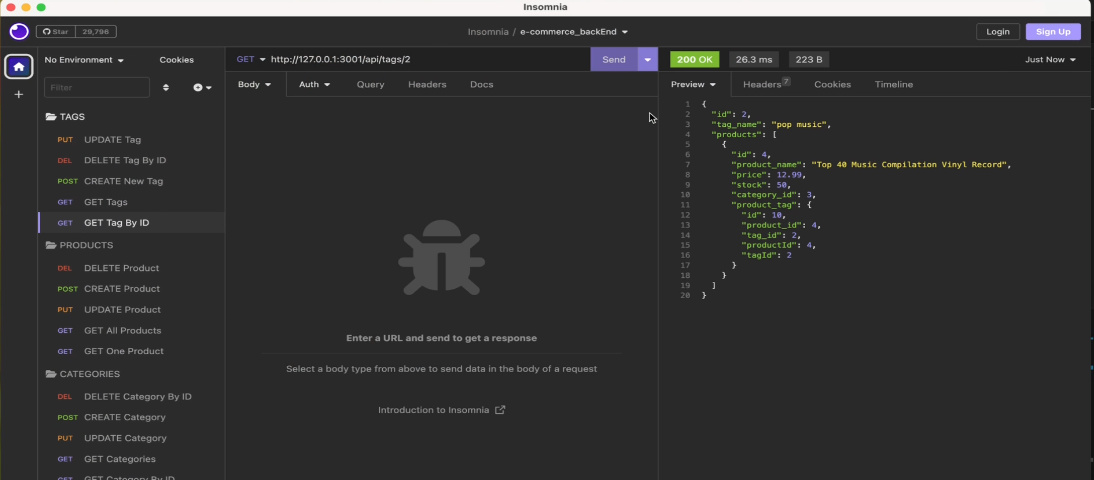 Insomnia
Star 29,796
Insomnia / e-commerce_backEnd
Login
Sign Up
No Environment
Cookies
GET http://127.0.0.1:3001/api/tags/2
Send
200 OK
26.3 ms
223 B
Just Now
Filter
Body
Auth
Query
Headers
Docs
Preview
Headers 7
Cookies
Timeline
TAGS
PUT UPDATE Tag
DEL DELETE Tag By ID
POST CREATE New Tag
GET GET Tags
GET GET Tag By ID
PRODUCTS
DEL DELETE Product
POST CREATE Product
PUT UPDATE Product
GET GET All Products
GET GET One Product
CATEGORIES
DEL DELETE Category By ID
POST CREATE Category
PUT UPDATE Category
GET GET Categories
GET GET Category By ID
Enter a URL and send to get a response
Select a body type from above to send data in the body of a request
Introduction to Insomnia
1 {
2 "id": 2,
3 "tag_name": "pop music",
4 "products": [
5 {
6 "id": 4,
7 "product_name": "Top 40 Music Compilation Vinyl Record",
8 "price": 12.99,
9 "stock": 50,
10 "category_id": 3,
11 "product_tag": {
12 "id": 10,
13 "product_id": 4,
14 "tag_id": 2,
15 "productId": 4,
16 "tagId": 2
17 }
18 }
19 ]
20 }